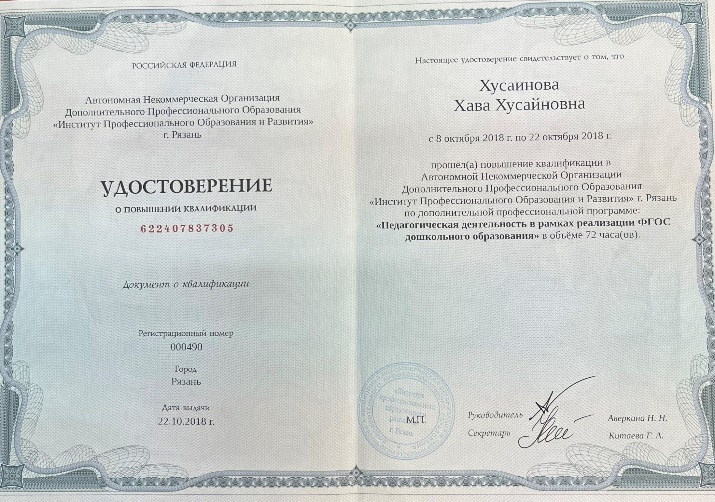 РОССИЙСКАЯ ФЕДЕРАЦИЯ
Автономная Некоммерческая Организация
Дополнительного Профессионального Образования
«Институт Профессионального Образования и Развития»
г. Рязань
УДОСТОВЕРЕНИЕ
О ПОВЫШЕНИИ КВАЛИФИКАЦИИ
622407837305
Документ о квалификации
Регистрационный номер
000490
Город
Рязань
Дата выдачи
22.10.2018 г.
Настоящее удостоверение свидетельствует о том, что
Хусаинова
Хава Хусайновна
с 8 октября 2018 г. по 22 октября 2018 г.
прошёл(а) повышение квалификации в
Автономной Некоммерческой Организации
Дополнительного Профессионального Образования
«Институт Профессионального Образования и Развития» г. Рязань
по дополнительной профессиональной программе:
«Педагогическая деятельность в рамках реализации ФГОС
дошкольного образования» в объёме 72 часа(ов).
М.П.
Руководитель
Аверкина Н. Н.
Секретарь
Китаева Г. А.